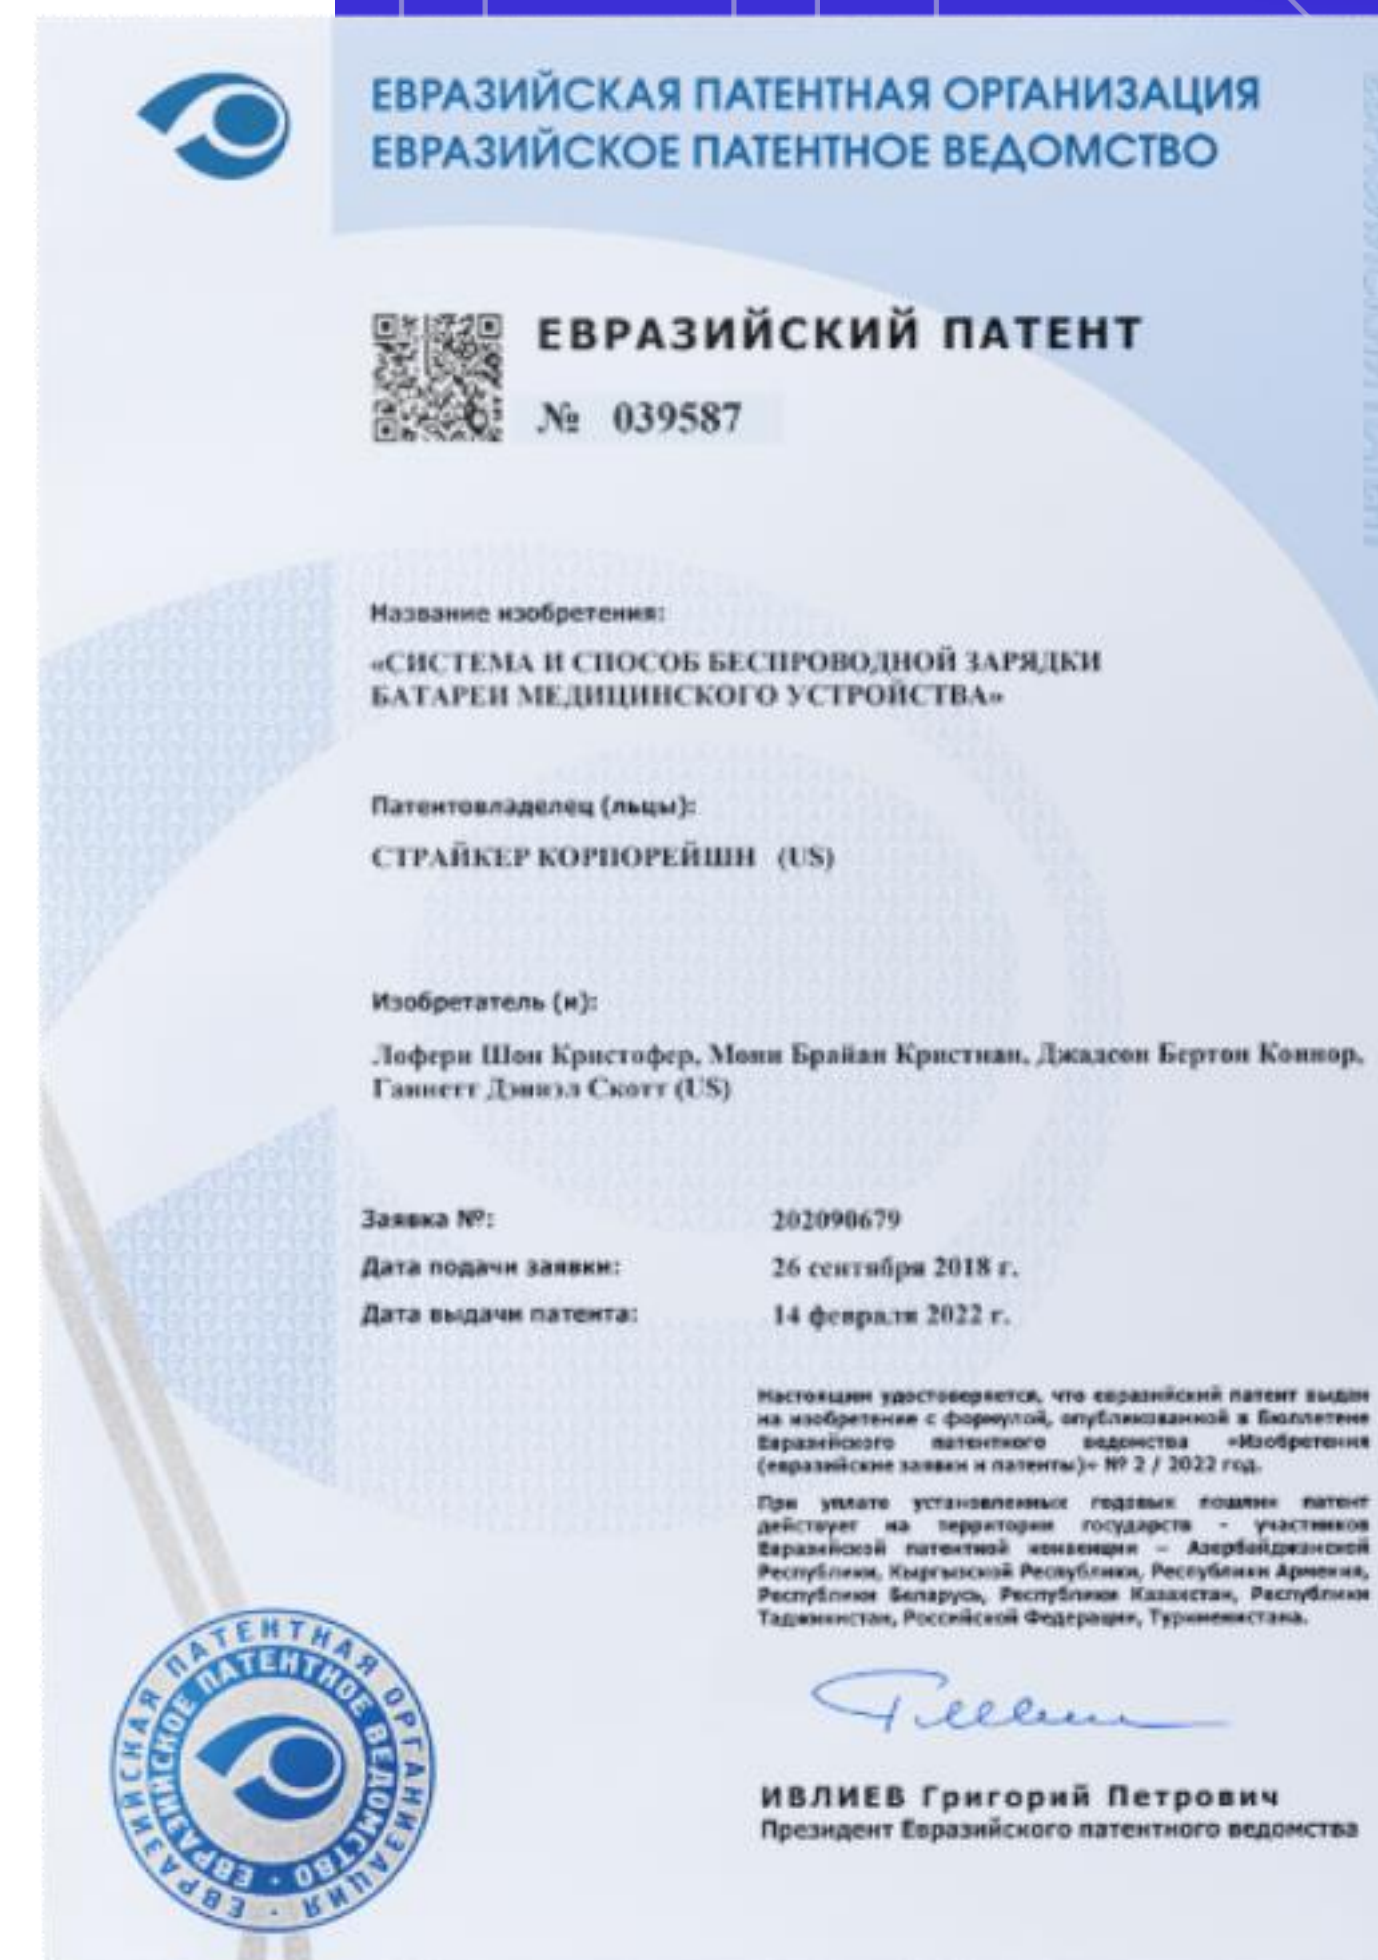 ЕВРАЗИЙСКАЯ ПАТЕНТНАЯ ОРГАНИЗАЦИЯ
ЕВРАЗИЙСКОЕ ПАТЕНТНОЕ ВЕДОМСТВО
ЕВРАЗИЙСКИЙ ПАТЕНТ
№ 039587
Название изобретения:
«СИСТЕМА И СПОСОБ БЕСПРОВОДНОЙ ЗАРЯДКИ
БАТАРЕИ МЕДИЦИНСКОГО УСТРОЙСТВА»
Патентовладелец (льцы):
СТРАЙКЕР КОРПОРЕЙШН (US)
Изобретатель (и):
Лофери Шон Кристофер, Мони Брайан Кристиан, Джадсон Бертон Коннор,
Ганнетт Дэниэл Скотт (US)
Заявка №: 202090679
Дата подачи заявки: 26 сентября 2018 г.
Дата выдачи патента: 14 февраля 2022 г.
Настоящим удостоверяется, что евразийский патент выдан
на изобретение с формулой, опубликованной в Бюллетене
Евразийского патентного ведомства «Изобретения
(евразийские заявки и патенты)» № 2 / 2022 год.
При уплате установленных годовых пошлин патент
действует на территории государств - участников
Евразийской патентной конвенции – Азербайджанской
Республики, Кыргызской Республики, Республики Армения,
Республики Беларусь, Республики Казахстан, Республики
Таджикистан, Российской Федерации, Туркменистана.
ИВЛИЕВ Григорий Петрович
Президент Евразийского патентного ведомства
ЕВРАЗИЙСКАЯ ПАТЕНТНАЯ ОРГАНИЗАЦИЯ
ЕВРАЗИЙСКОЕ ПАТЕНТНОЕ ВЕДОМСТВО